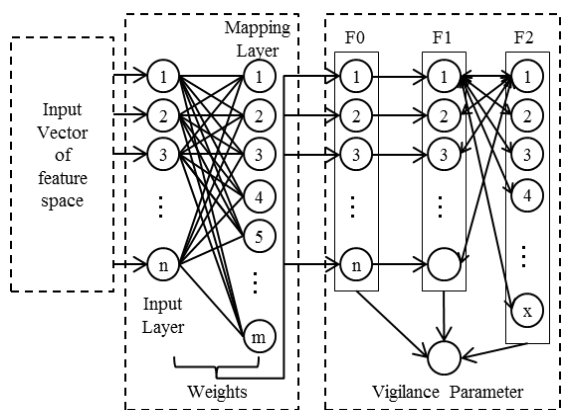 Input
Vector
of
feature
space
Mapping
Layer
1
2
3
...
n
Input
Layer
1
2
3
4
5
...
m
Weights
F0
F1
F2
1
2
3
...
n
1
2
3
...
1
2
3
4
...
x
Vigilance Parameter